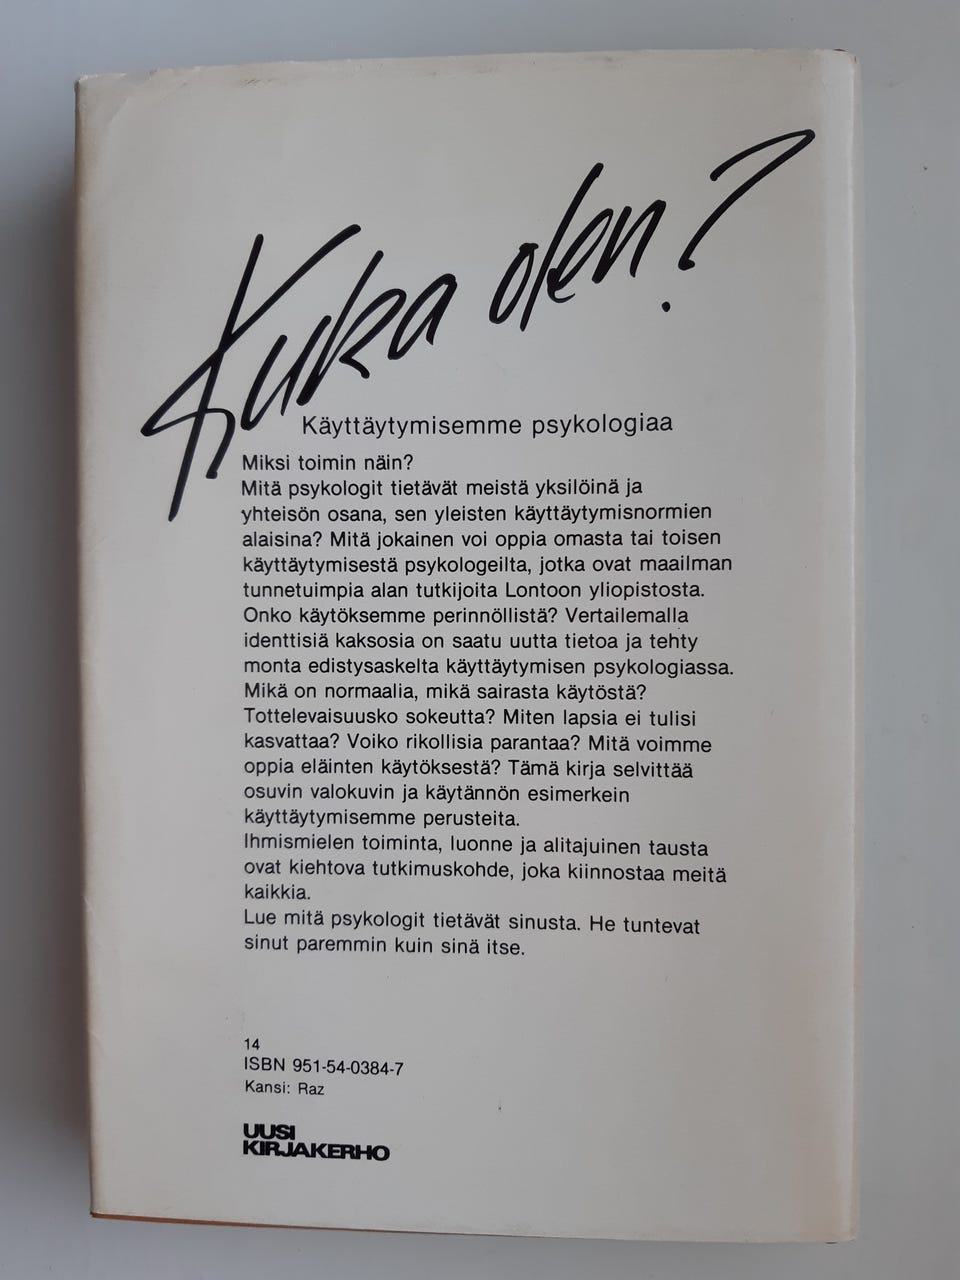 Kuka olen?
Käyttäytymisemme psykologiaa
Miksi toimin näin?
Mitä psykologit tietävät meistä yksilöinä ja
yhteisön osana, sen yleisten käyttäytymisnormien
alaisina? Mitä jokainen voi oppia omasta tai toisen
käyttäytymisestä psykologeilta, jotka ovat maailman
tunnetuimpia alan tutkijoita Lontoon yliopistosta.
Onko käytöksemme perinnöllistä? Vertailemalla
identtisiä kaksosia on saatu uutta tietoa ja tehty
monta edistysaskelta käyttäytymisen psykologiassa.
Mikä on normaalia, mikä sairasta käytöstä?
Tottelevaisuusko sokeutta? Miten lapsia ei tulisi
kasvattaa? Voiko rikollisia parantaa? Mitä voimme
oppia eläinten käytöksestä? Tämä kirja selvittää
osuvin valokuvin ja käytännön esimerkein
käyttäytymisemme perusteita.
Ihmismielen toiminta, luonne ja alitajuinen tausta
ovat kiehtova tutkimuskohde, joka kiinnostaa meitä
kaikkia.
Lue mitä psykologit tietävät sinusta. He tuntevat
sinut paremmin kuin sinä itse.
14
ISBN 951-54-0384-7
Kansi: Raz
UUSI
KIRJAKERHO